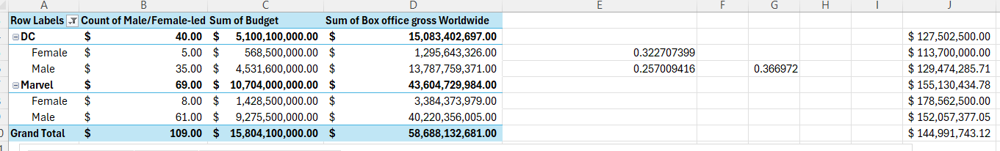 A B C D E F G H I J
Row Labels Count of Male/Female-led Sum of Budget Sum of Box office gross Worldwide
DC $ 40.00 $ 5,100,100,000.00 $ 15,083,402,697.00 $ 127,502,500.00
Female $ 5.00 $ 568,500,000.00 $ 1,295,643,326.00 0.322707399 $ 113,700,000.00
Male $ 35.00 $ 4,531,600,000.00 $ 13,787,759,371.00 0.257009416 0.366972 $ 129,474,285.71
Marvel $ 69.00 $ 10,704,000,000.00 $ 43,604,729,984.00 $ 155,130,434.78
Female $ 8.00 $ 1,428,500,000.00 $ 3,384,373,979.00 $ 178,562,500.00
Male $ 61.00 $ 9,275,500,000.00 $ 40,220,356,005.00 $ 152,057,377.05
Grand Total $ 109.00 $ 15,804,100,000.00 $ 58,688,132,681.00 $ 144,991,743.12